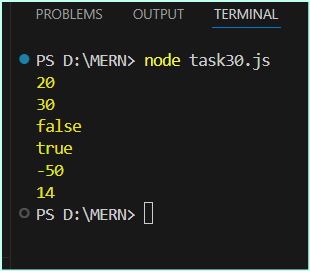 PROBLEMS OUTPUT TERMINAL
PS D:\MERN> node task30.js
20
30
false
true
-50
14
PS D:\MERN>